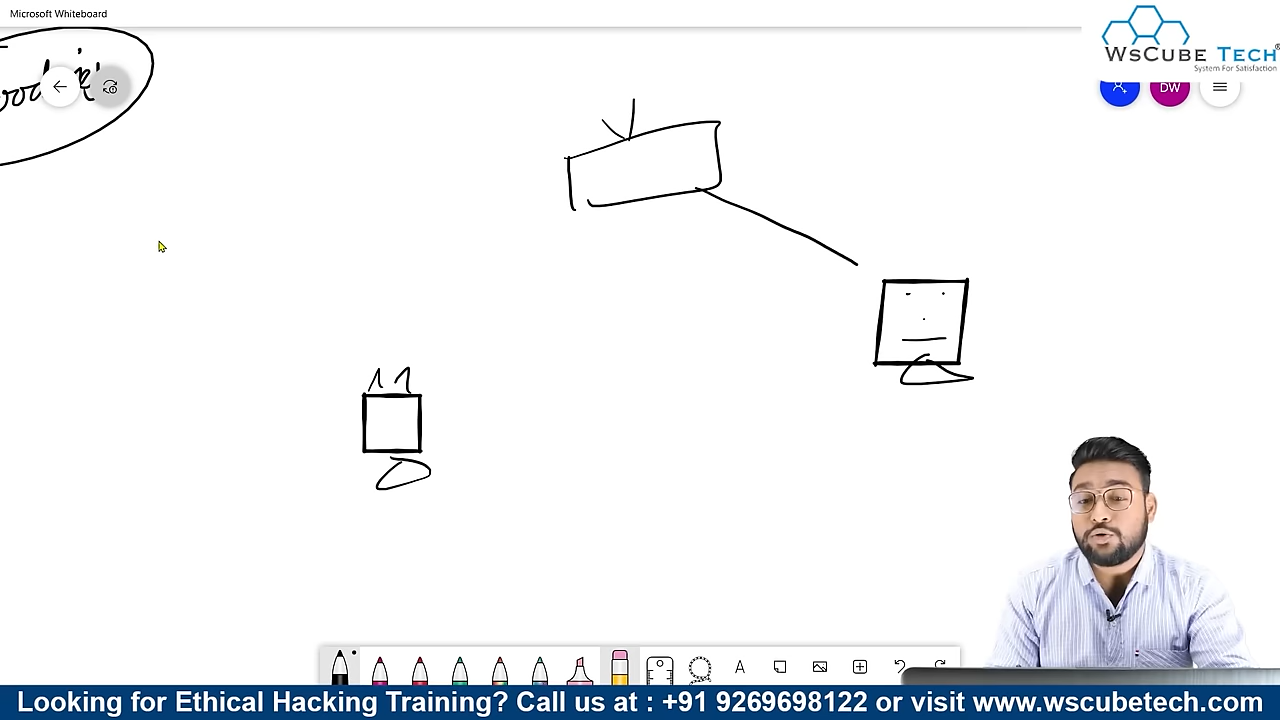 Microsoft Whiteboard
WsCube Tech®
System For Satisfaction
DW
A
Looking for Ethical Hacking Training? Call us at : +91 9269698122 or visit www.wscubetech.com